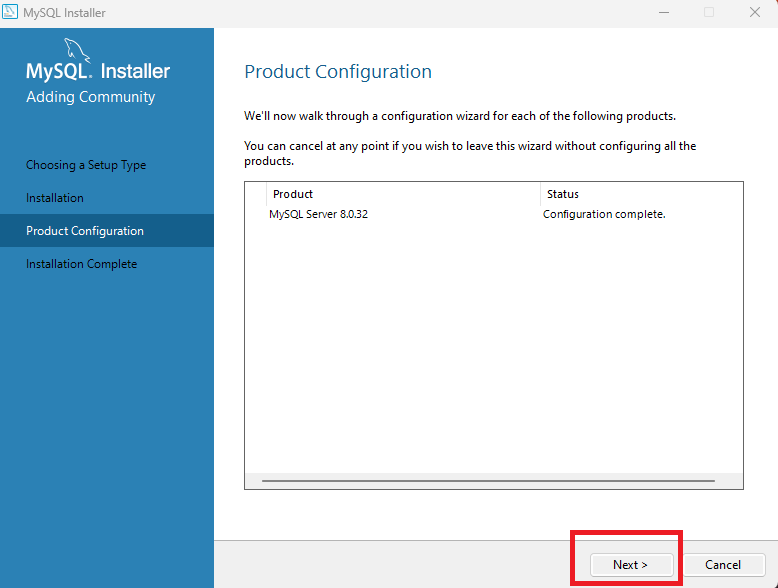 MySQL Installer
MySQL. Installer
Adding Community
Choosing a Setup Type
Installation
Product Configuration
Installation Complete
Product Configuration
We'll now walk through a configuration wizard for each of the following products.
You can cancel at any point if you wish to leave this wizard without configuring all the
products.
Product Status
MySQL Server 8.0.32 Configuration complete.
Next > Cancel